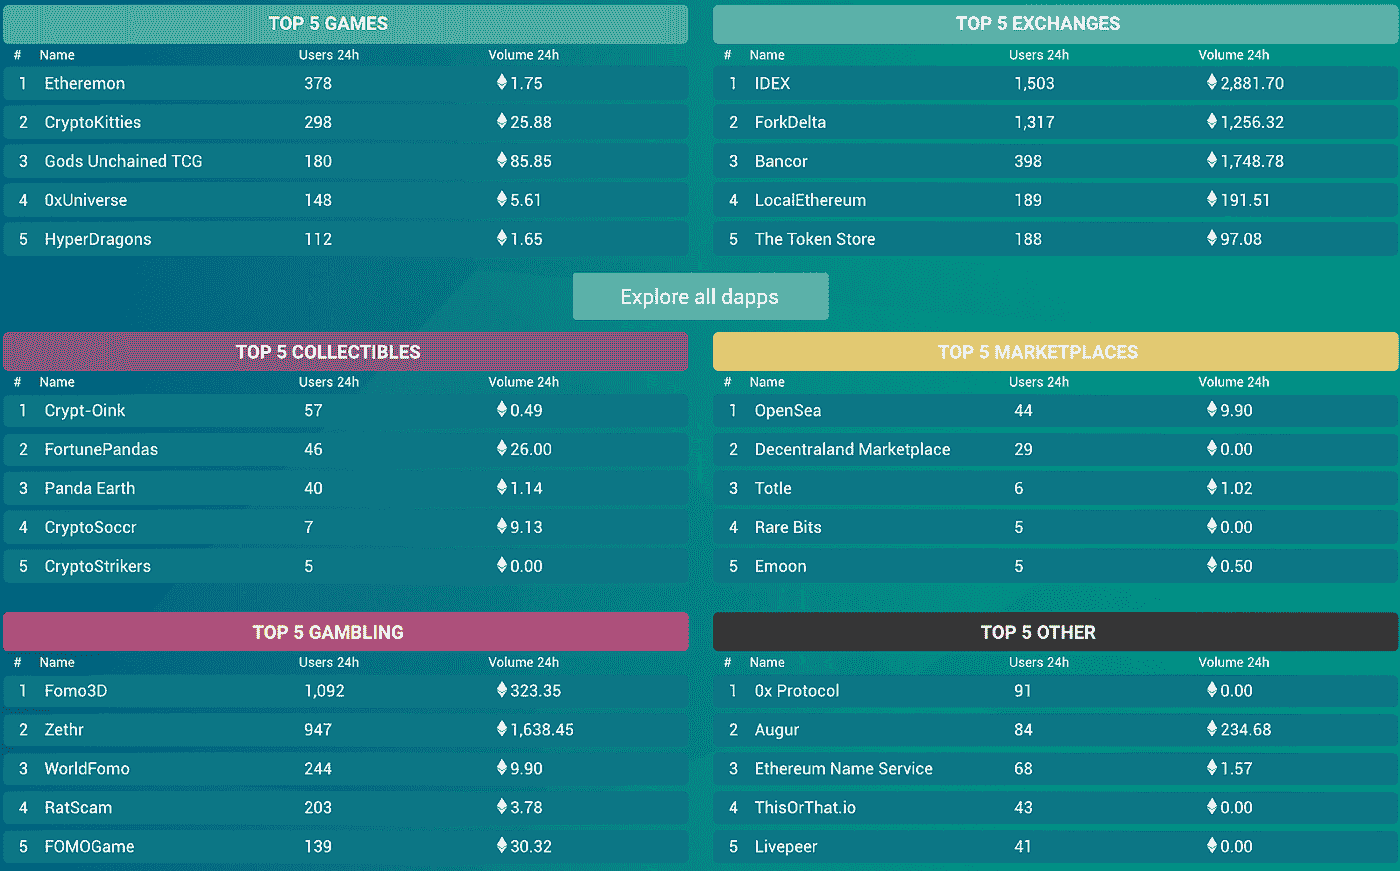 TOP 5 GAMES
# Name Users 24h Volume 24h
1 Etheremon 378 1.75
2 CryptoKitties 298 25.88
3 Gods Unchained TCG 180 85.85
4 0xUniverse 148 5.61
5 HyperDragons 112 1.65
TOP 5 EXCHANGES
# Name Users 24h Volume 24h
1 IDEX 1,503 2,881.70
2 ForkDelta 1,317 1,256.32
3 Bancor 398 1,748.78
4 LocalEthereum 189 191.51
5 The Token Store 188 97.08
Explore all dapps
TOP 5 COLLECTIBLES
# Name Users 24h Volume 24h
1 Crypt-Oink 57 0.49
2 FortunePandas 46 26.00
3 Panda Earth 40 1.14
4 CryptoSoccr 7 9.13
5 CryptoStrikers 5 0.00
TOP 5 MARKETPLACES
# Name Users 24h Volume 24h
1 OpenSea 44 9.90
2 Decentraland Marketplace 29 0.00
3 Totle 6 1.02
4 Rare Bits 5 0.00
5 Emoon 5 0.50
TOP 5 GAMBLING
# Name Users 24h Volume 24h
1 Fomo3D 1,092 323.35
2 Zethr 947 1,638.45
3 WorldFomo 244 9.90
4 RatScam 203 3.78
5 FOMOGame 139 30.32
TOP 5 OTHER
# Name Users 24h Volume 24h
1 0x Protocol 91 0.00
2 Augur 84 234.68
3 Ethereum Name Service 68 1.57
4 ThisOrThat.io 43 0.00
5 Livepeer 41 0.00